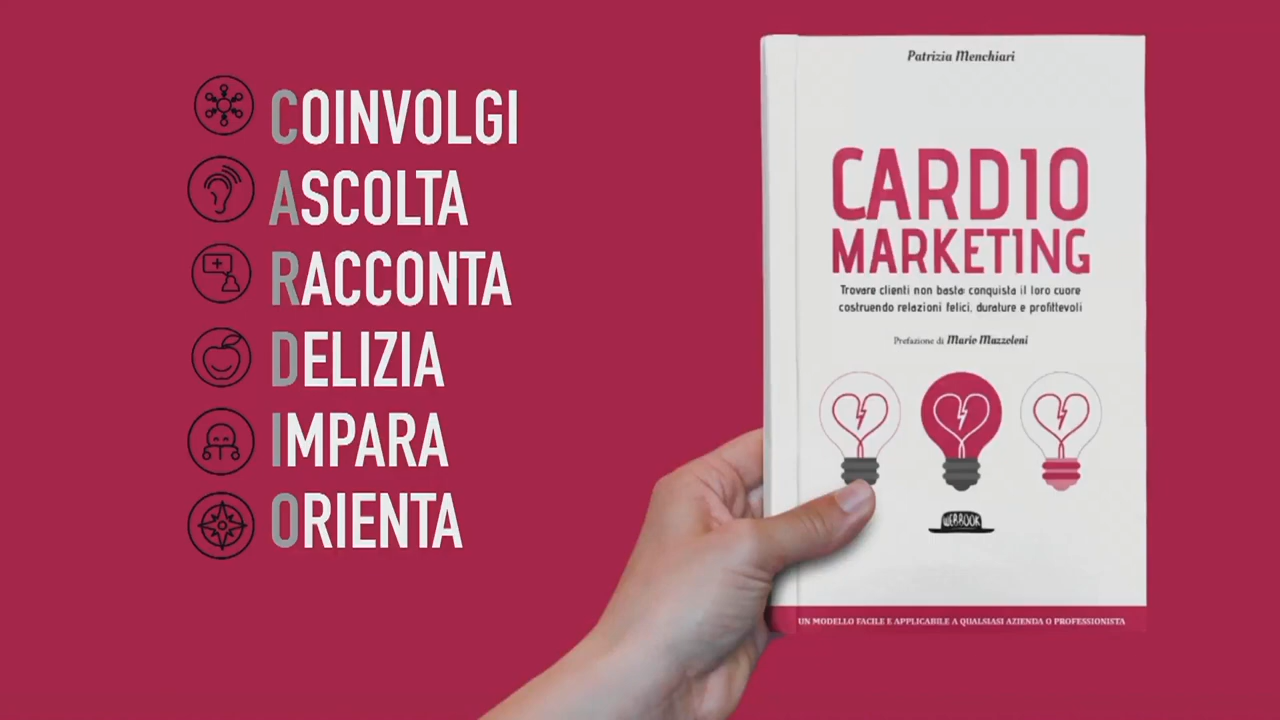 COINVOLGI
ASCOLTA
RACCONTA
DELIZIA
IMPARA
ORIENTA
Patrizia Menchiari
CARDIO
MARKETING
Trovare clienti non basta: conquista il loro cuore
costruendo relazioni felici, durature e profittevoli
Prefazione di Mario Mazzoleni
WEBBOOK
UN MODELLO FACILE E APPLICABILE A QUALSIASI AZIENDA O PROFESSIONISTA